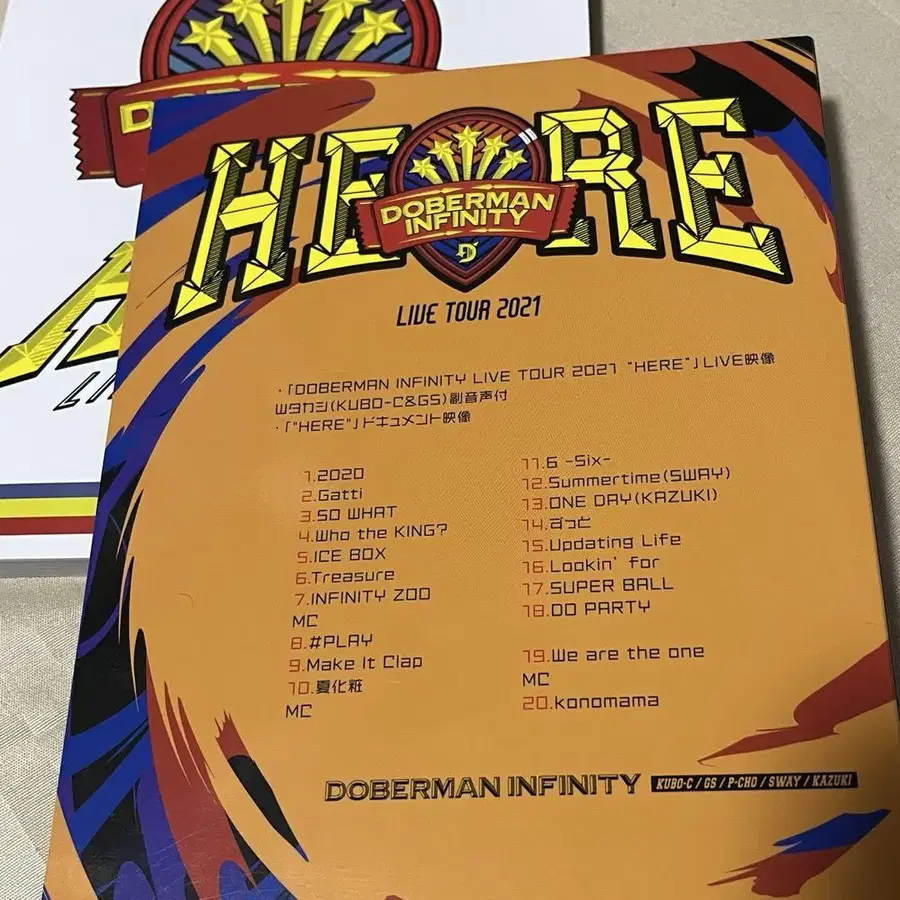 HERE
DOBERMAN
INFINITY
D
LIVE TOUR 2021
・「DOBERMAN INFINITY LIVE TOUR 2021 "HERE"」LIVE映像
ウタカジ(KUBO-C&GS)副音声付
・「"HERE"」ドキュメント映像
1.2020
2.Gatti
3.SO WHAT
4.Who the KING?
5.ICE BOX
6.Treasure
7.INFINITY ZOO
MC
8.#PLAY
9.Make It Clap
10.夏化粧
MC
11.6 -Six-
12.Summertime(SWAY)
13.ONE DAY(KAZUKI)
14.ずっと
15.Updating Life
16.Lookin' for
17.SUPER BALL
18.DO PARTY
19.We are the one
MC
20.konomama
DOBERMAN INFINITY KUBO-C / GS / P-CHO / SWAY / KAZUKI